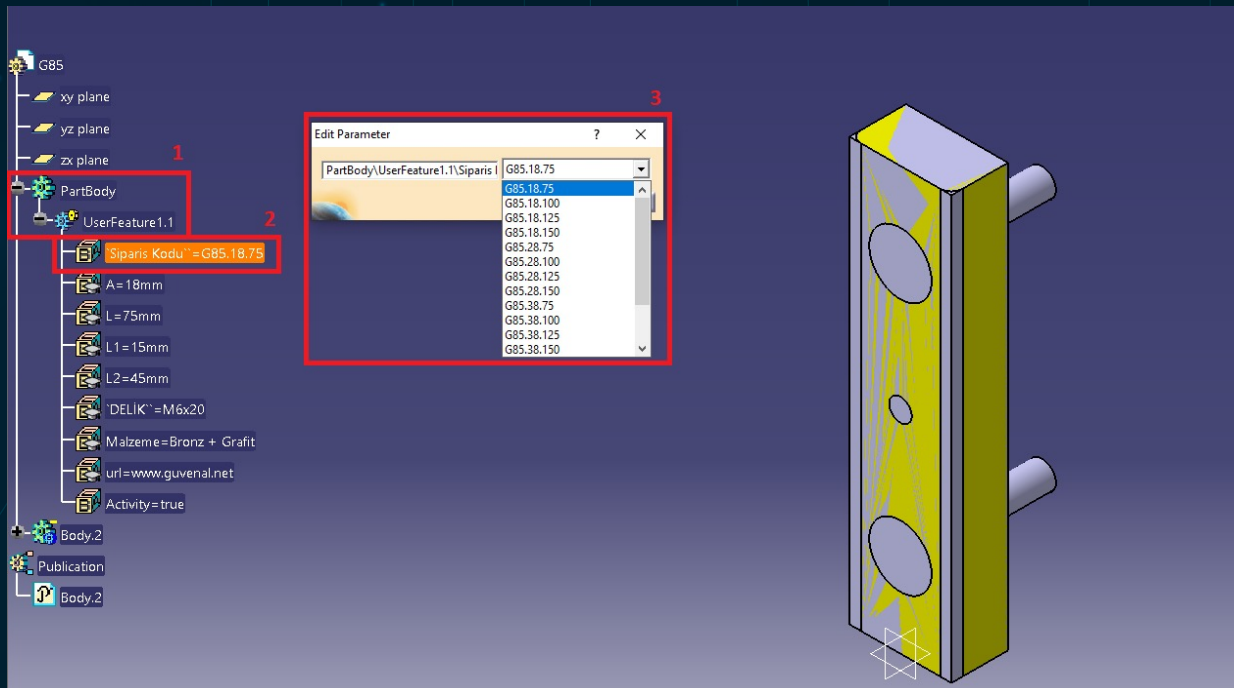 G85
xy plane
yz plane
zx plane
1
PartBody
UserFeature1.1
2
`Siparis Kodu``=G85.18.75
A=18mm
L=75mm
L1=15mm
L2=45mm
`DELİK``=M6x20
Malzeme=Bronz + Grafit
url=www.guvenal.net
Activity=true
Body.2
Publication
Body.2
3
Edit Parameter ? X
PartBody\UserFeature1.1\Siparis G85.18.75
G85.18.75
G85.18.100
G85.18.125
G85.18.150
G85.28.75
G85.28.100
G85.28.125
G85.28.150
G85.38.75
G85.38.100
G85.38.125
G85.38.150